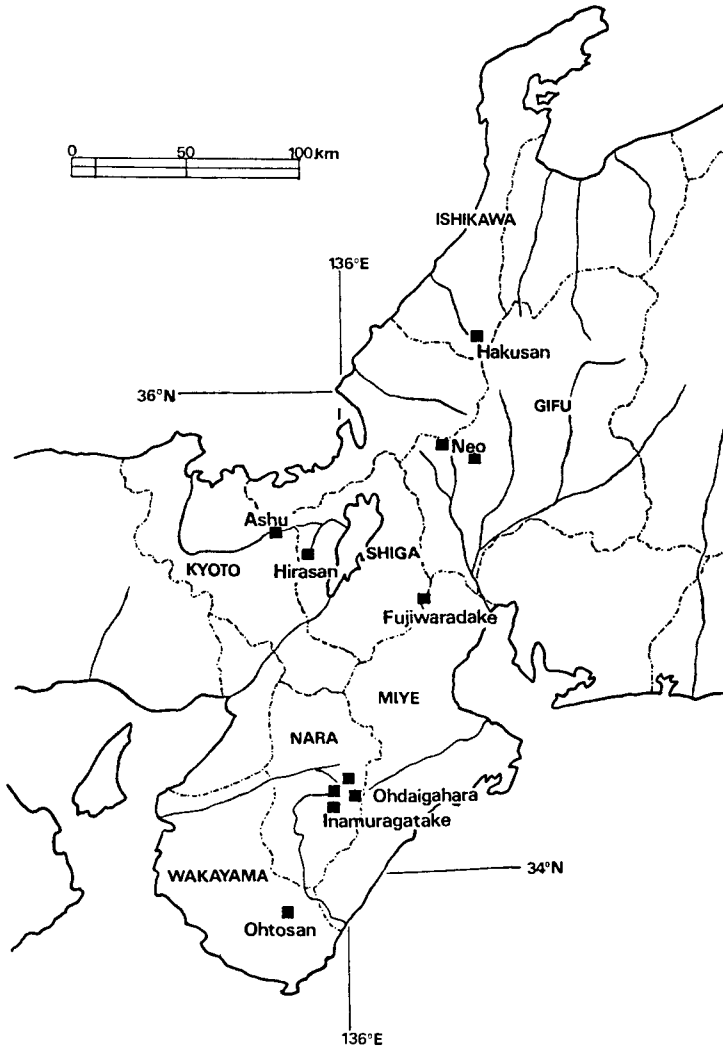 0 50 100km
ISHIKAWA
136°E
Hakusan
36°N
GIFU
Neo
Ashu
SHIGA
KYOTO
Hirasan
Fujiwaradake
MIYE
NARA
Ohdaigahara
Inamuragatake
34°N
WAKAYAMA
Ohtosan
136°E